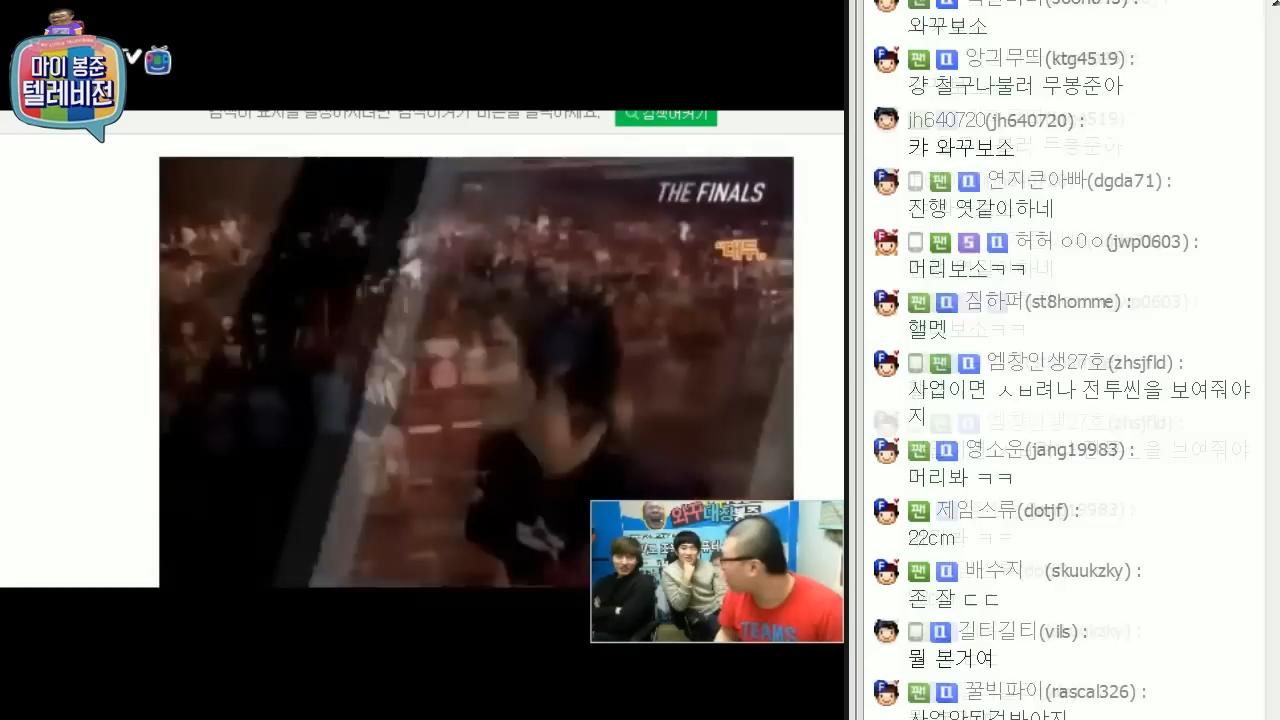 마이 봉준
텔레비전
THE FINALS
TEAMS
와꾸보소
앙괴무띄(ktg4519) :
걍 철구나불러 무봉준아
jh640720(jh640720) :
캬 와꾸보소
연지큰아빠(dgda71) :
진행 엿같이하네
허허 ㅇ0ㅇ(jwp0603) :
머리보소ㅋㅋ
짐하퍼(st8homme) :
핼멧
엠창인생27호(zhsjfld) :
사업이면 ㅅㅂ려나 전투씬을 보여줘야
지
영소운(jang19983) :
머리봐 ㅋㅋ
제임스류(dotjf) :
22cm
배수지 (skuukzky) :
존 잘 ㄷㄷ
길티길티(vils) :
뭘 본거여
꿀빅파이(rascal326) :